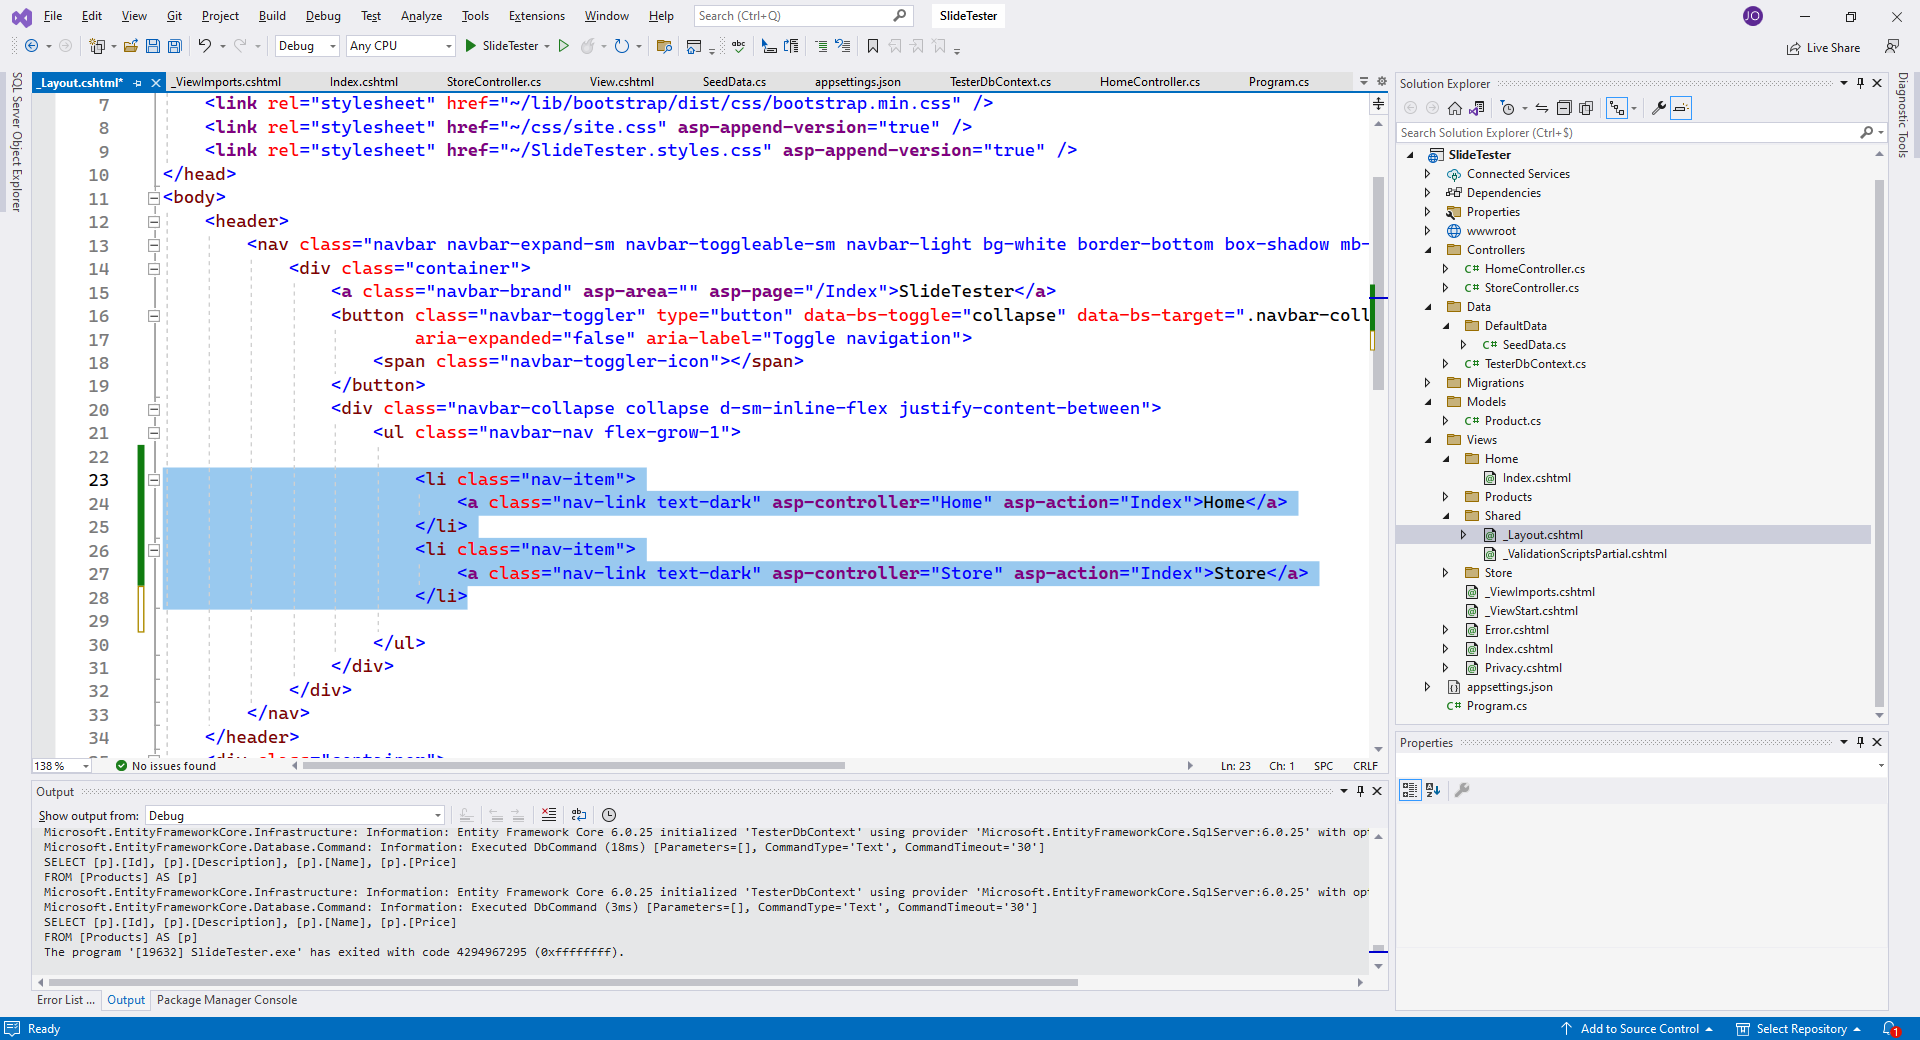 File Edit View Git Project Build Debug Test Analyze Tools Extensions Window Help Search (Ctrl+Q) SlideTester JO
Debug Any CPU SlideTester Live Share
SQL Server Object Explorer
_Layout.cshtml* _ViewImports.cshtml Index.cshtml StoreController.cs View.cshtml SeedData.cs appsettings.json TesterDbContext.cs HomeController.cs Program.cs
7 <link rel="stylesheet" href="~/lib/bootstrap/dist/css/bootstrap.min.css" />
8 <link rel="stylesheet" href="~/css/site.css" asp-append-version="true" />
9 <link rel="stylesheet" href="~/SlideTester.styles.css" asp-append-version="true" />
10 </head>
11 <body>
12 <header>
13 <nav class="navbar navbar-expand-sm navbar-toggleable-sm navbar-light bg-white border-bottom box-shadow mb-
14 <div class="container">
15 <a class="navbar-brand" asp-area="" asp-page="/Index">SlideTester</a>
16 <button class="navbar-toggler" type="button" data-bs-toggle="collapse" data-bs-target=".navbar-coll
17 aria-expanded="false" aria-label="Toggle navigation">
18 <span class="navbar-toggler-icon"></span>
19 </button>
20 <div class="navbar-collapse collapse d-sm-inline-flex justify-content-between">
21 <ul class="navbar-nav flex-grow-1">
22
23 <li class="nav-item">
24 <a class="nav-link text-dark" asp-controller="Home" asp-action="Index">Home</a>
25 </li>
26 <li class="nav-item">
27 <a class="nav-link text-dark" asp-controller="Store" asp-action="Index">Store</a>
28 </li>
29
30 </ul>
31 </div>
32 </div>
33 </nav>
34 </header>
138 % No issues found Ln: 23 Ch: 1 SPC CRLF
Output
Show output from: Debug
Microsoft.EntityFrameworkCore.Infrastructure: Information: Entity Framework Core 6.0.25 initialized 'TesterDbContext' using provider 'Microsoft.EntityFrameworkCore.SqlServer:6.0.25' with opt
Microsoft.EntityFrameworkCore.Database.Command: Information: Executed DbCommand (18ms) [Parameters=[], CommandType='Text', CommandTimeout='30']
SELECT [p].[Id], [p].[Description], [p].[Name], [p].[Price]
FROM [Products] AS [p]
Microsoft.EntityFrameworkCore.Infrastructure: Information: Entity Framework Core 6.0.25 initialized 'TesterDbContext' using provider 'Microsoft.EntityFrameworkCore.SqlServer:6.0.25' with opt
Microsoft.EntityFrameworkCore.Database.Command: Information: Executed DbCommand (3ms) [Parameters=[], CommandType='Text', CommandTimeout='30']
SELECT [p].[Id], [p].[Description], [p].[Name], [p].[Price]
FROM [Products] AS [p]
The program '[19632] SlideTester.exe' has exited with code 4294967295 (0xffffffff).
Error List ... Output Package Manager Console
Solution Explorer
Search Solution Explorer (Ctrl+$)
SlideTester
Connected Services
Dependencies
Properties
wwwroot
Controllers
C# HomeController.cs
C# StoreController.cs
Data
DefaultData
C# SeedData.cs
C# TesterDbContext.cs
Migrations
Models
C# Product.cs
Views
Home
Index.cshtml
Products
Shared
_Layout.cshtml
_ValidationScriptsPartial.cshtml
Store
_ViewImports.cshtml
_ViewStart.cshtml
Error.cshtml
Index.cshtml
Privacy.cshtml
appsettings.json
C# Program.cs
Properties
Diagnostic Tools
Ready Add to Source Control Select Repository 1